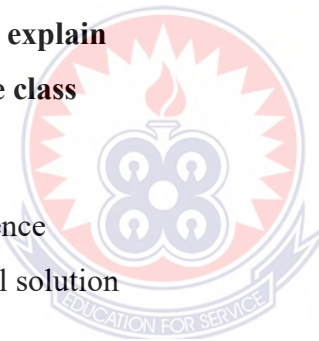 explain
e class
ence
l solution
EDUCATION FOR SERVICE